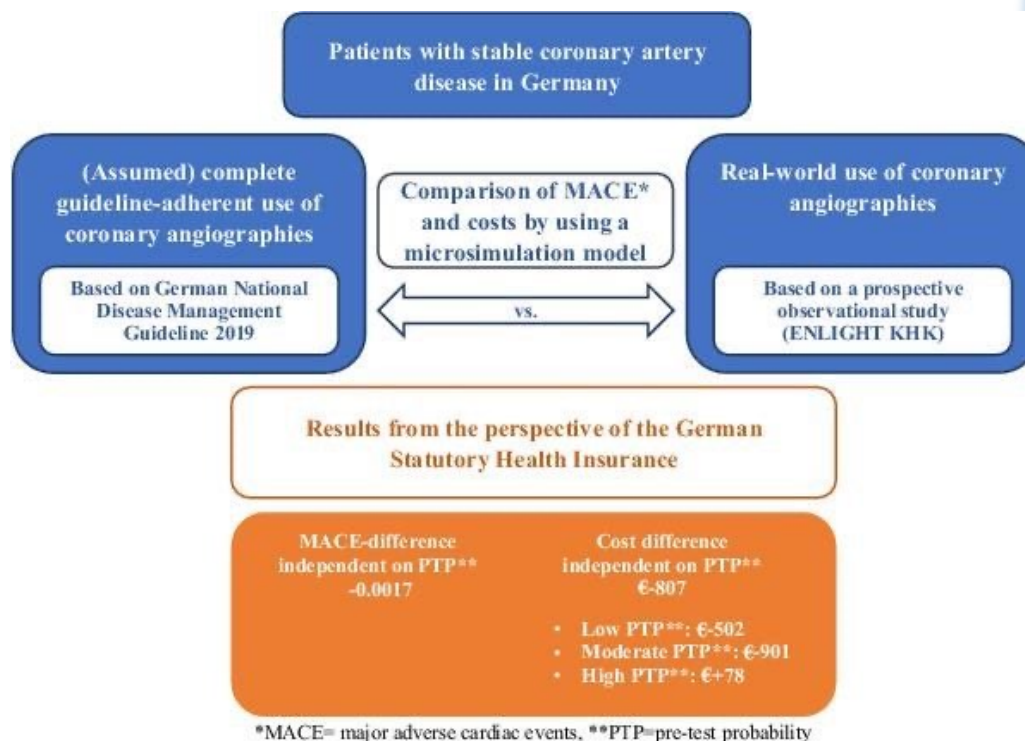 Patients with stable coronary artery
disease in Germany
(Assumed) complete
guideline-adherent use of
coronary angiographies
Based on German National
Disease Management
Guideline 2019
Comparison of MACE*
and costs by using a
microsimulation model
vs.
Real-world use of coronary
angiographies
Based on a prospective
observational study
(ENLIGHT KHK)
Results from the perspective of the German
Statutory Health Insurance
MACE-difference
independent on PTP**
-0.0017
Cost difference
independent on PTP**
€-807
• Low PTP**: €-502
• Moderate PTP**: €-901
• High PTP**: €+78
*MACE= major adverse cardiac events, **PTP=pre-test probability